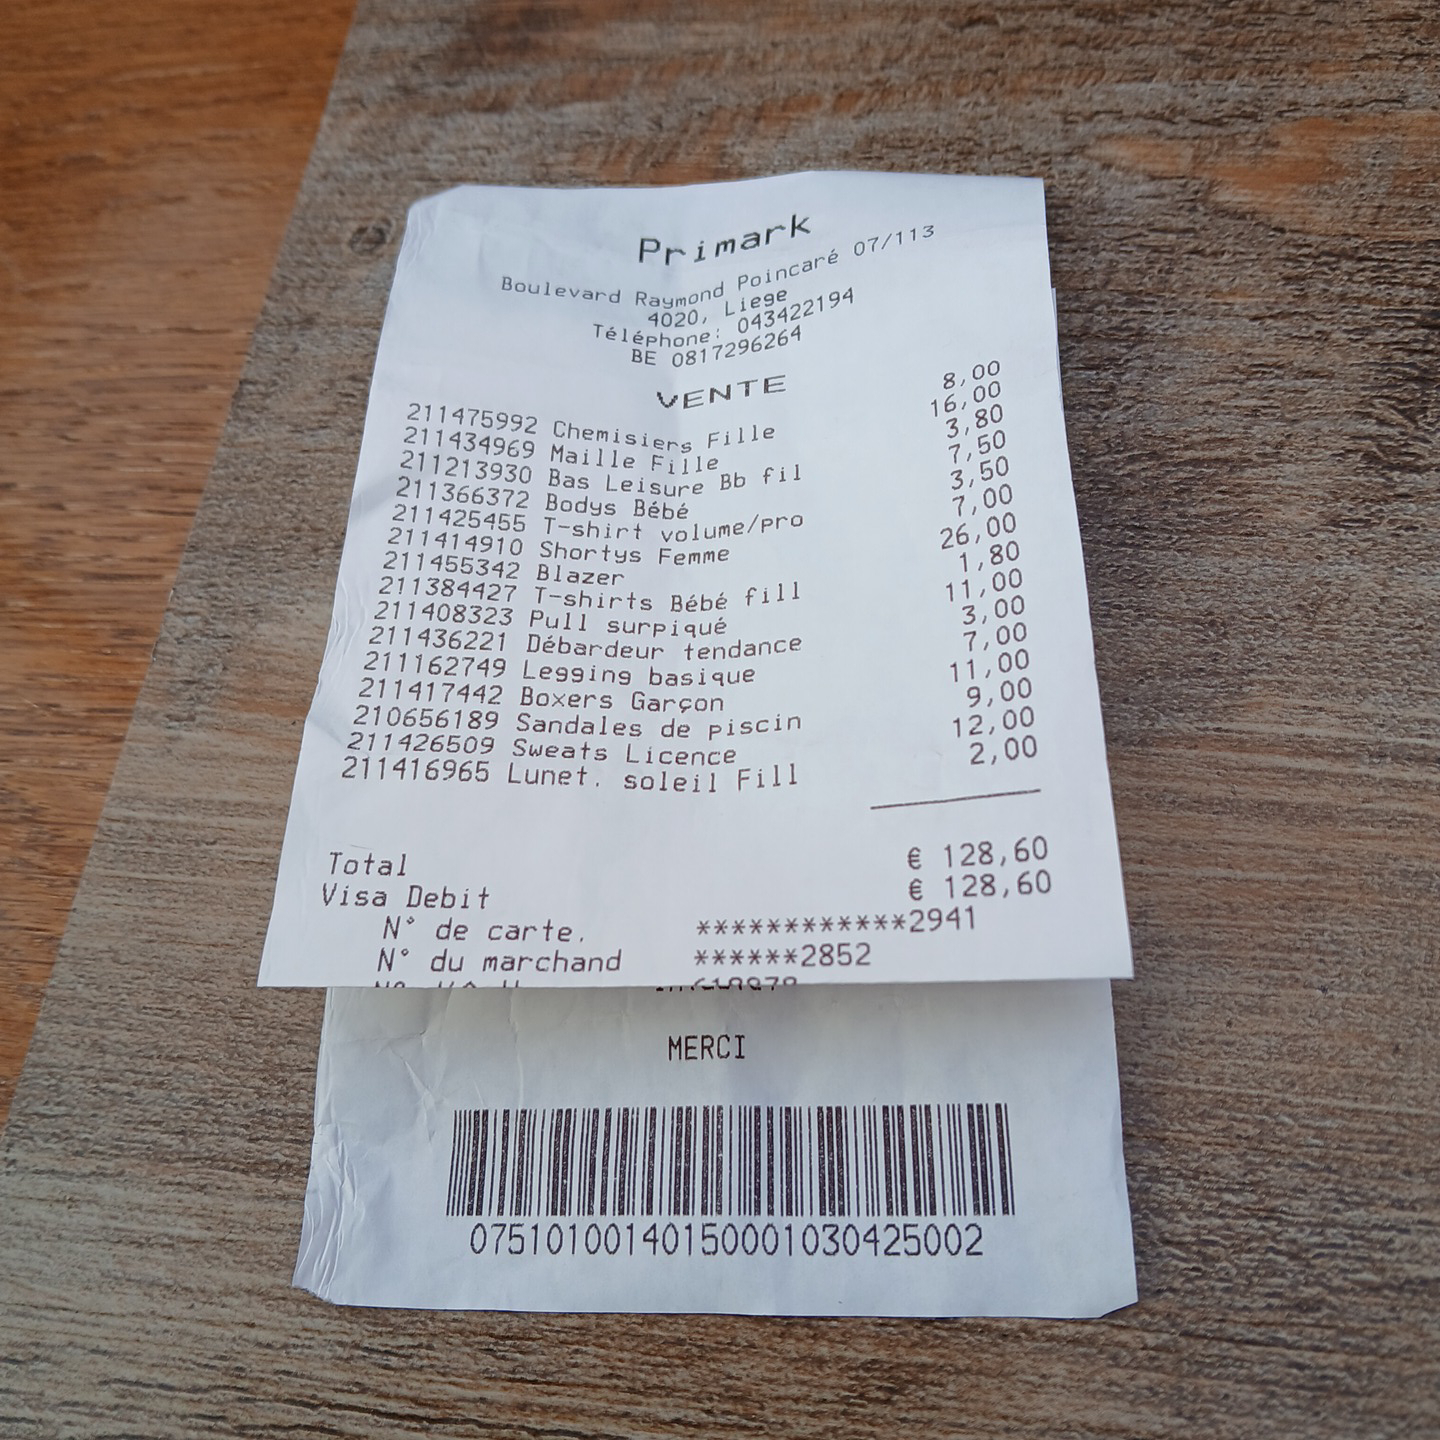 Primark
Boulevard Raymond Poincaré 07/113
4020, Liege
Téléphone: 043422194
BE 0817296264
VENTE
211475992 Chemisiers Fille 8,00
211434969 Maille Fille 16,00
211213930 Bas Leisure Bb fil 3,80
211366372 Bodys Bébé 7,50
211425455 T-shirt volume/pro 3,50
211414910 Shortys Femme 7,00
211455342 Blazer 26,00
211384427 T-shirts Bébé fill 1,80
211408323 Pull surpiqué 11,00
211436221 Débardeur tendance 3,00
211162749 Legging basique 7,00
211417442 Boxers Garçon 11,00
210656189 Sandales de piscin 9,00
211426509 Sweats Licence 12,00
211416965 Lunet. soleil Fill 2,00
Total € 128,60
Visa Debit € 128,60
N° de carte. ************2941
N° du marchand ******2852
MERCI
075101001401500001030425002